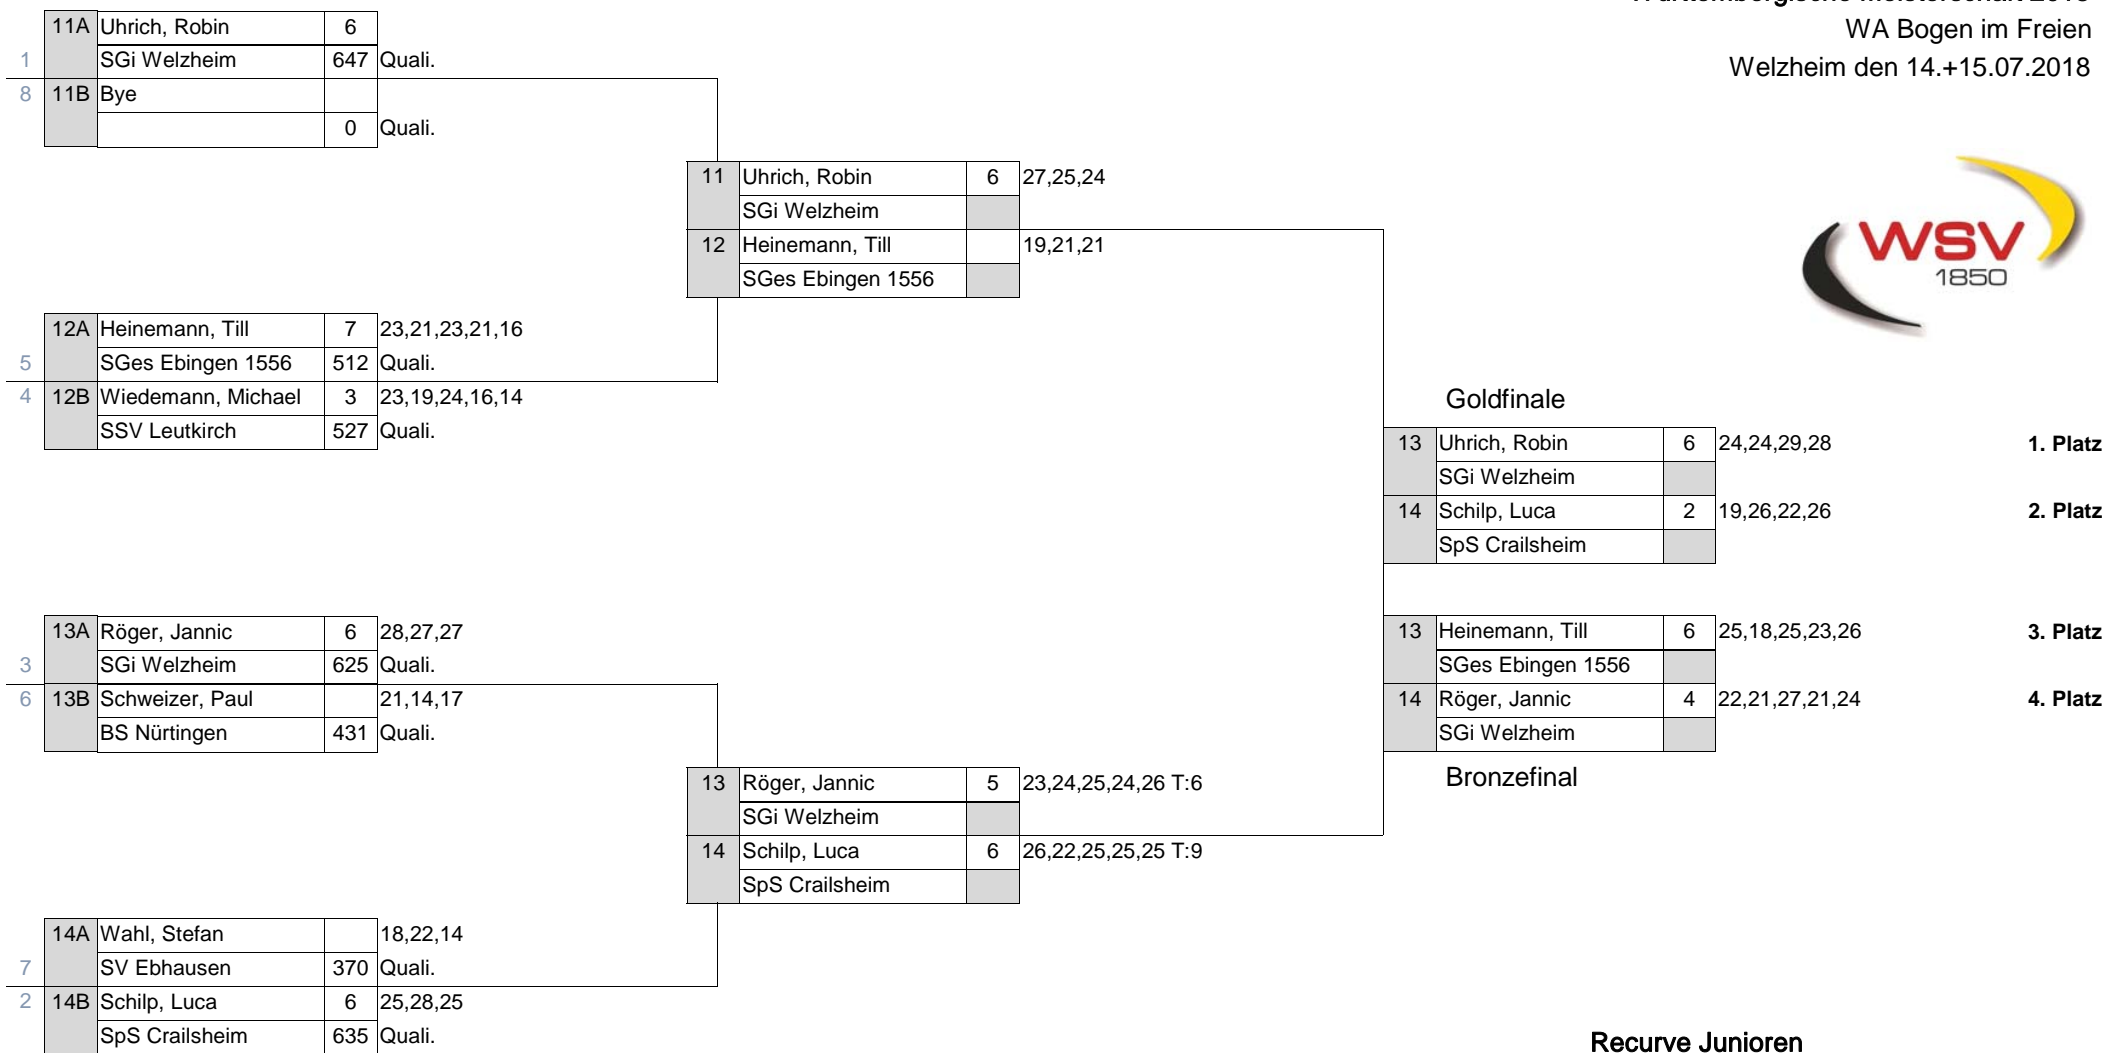 WA Bogen im Freien
Welzheim den 14.+15.07.2018
11A Uhrich, Robin 6
1 SGi Welzheim 647 Quali.
8 11B Bye
0 Quali.
11 Uhrich, Robin 6 27,25,24
SGi Welzheim
12 Heinemann, Till 19,21,21
SGes Ebingen 1556
WSV
1850
12A Heinemann, Till 7 23,21,23,21,16
5 SGes Ebingen 1556 512 Quali.
4 12B Wiedemann, Michael 3 23,19,24,16,14
SSV Leutkirch 527 Quali.
Goldfinale
13 Uhrich, Robin 6 24,24,29,28 1. Platz
SGi Welzheim
14 Schilp, Luca 2 19,26,22,26 2. Platz
SpS Crailsheim
13A Röger, Jannic 6 28,27,27
3 SGi Welzheim 625 Quali.
6 13B Schweizer, Paul 21,14,17
BS Nürtingen 431 Quali.
13 Heinemann, Till 6 25,18,25,23,26 3. Platz
SGes Ebingen 1556
14 Röger, Jannic 4 22,21,27,21,24 4. Platz
SGi Welzheim
Bronzefinal
13 Röger, Jannic 5 23,24,25,24,26 T:6
SGi Welzheim
14 Schilp, Luca 6 26,22,25,25,25 T:9
SpS Crailsheim
14A Wahl, Stefan 18,22,14
7 SV Ebhausen 370 Quali.
2 14B Schilp, Luca 6 25,28,25
SpS Crailsheim 635 Quali.
Recurve Junioren